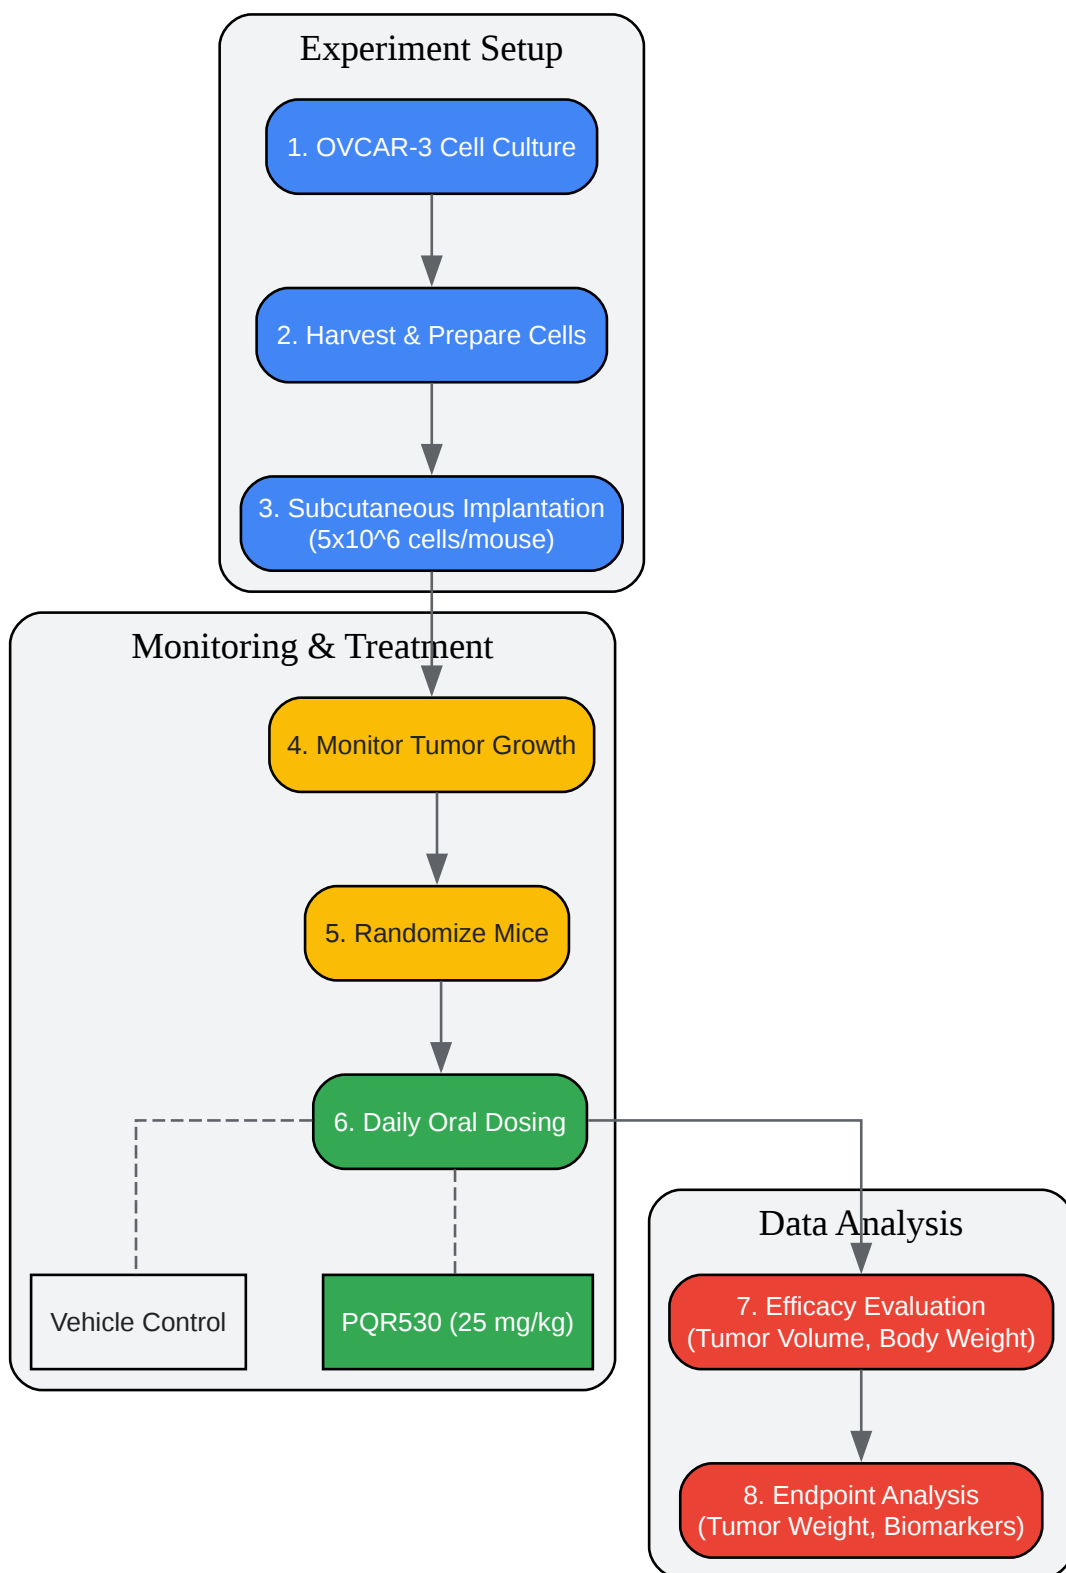 Experiment Setup
1. OVCAR-3 Cell Culture
2. Harvest & Prepare Cells
3. Subcutaneous Implantation
(5x10^6 cells/mouse)
Monitoring & Treatment
4. Monitor Tumor Growth
5. Randomize Mice
6. Daily Oral Dosing
Vehicle Control
PQR530 (25 mg/kg)
Data Analysis
7. Efficacy Evaluation
(Tumor Volume, Body Weight)
8. Endpoint Analysis
(Tumor Weight, Biomarkers)